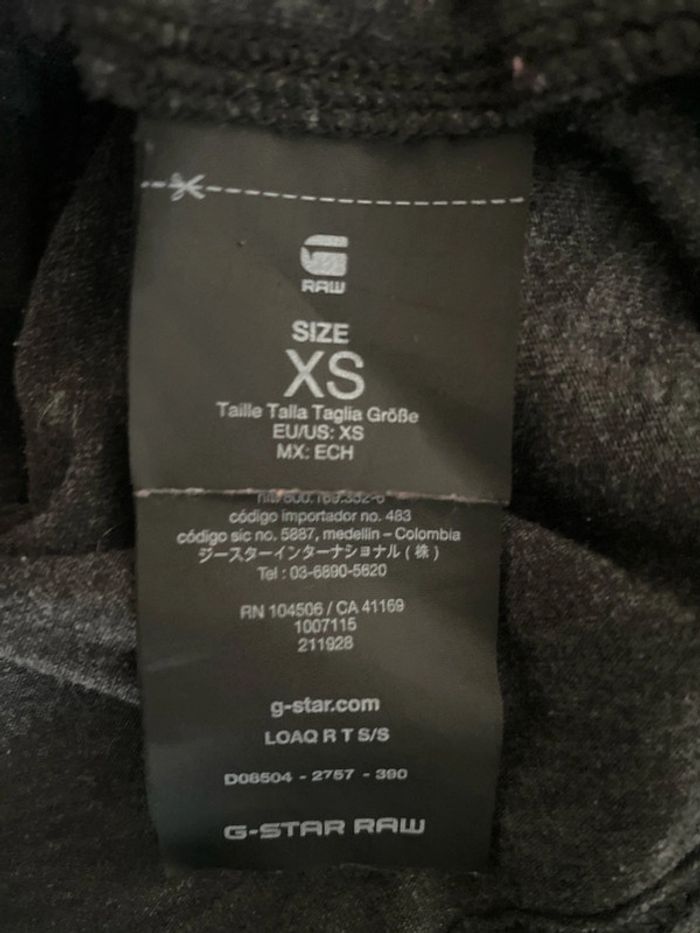 RAW
SIZE
XS
Taille Talla Taglia Größe
EU/US: XS
MX: ECH
código importador no. 483
código sic no. 5887, medellin – Colombia
ジースターインターナショナル ( 株 )
Tel : 03-6890-5620
RN 104506 / CA 41169
1007115
211928
g-star.com
LOAQ R T S/S
D08504 - 2757 - 390
G-STAR RAW